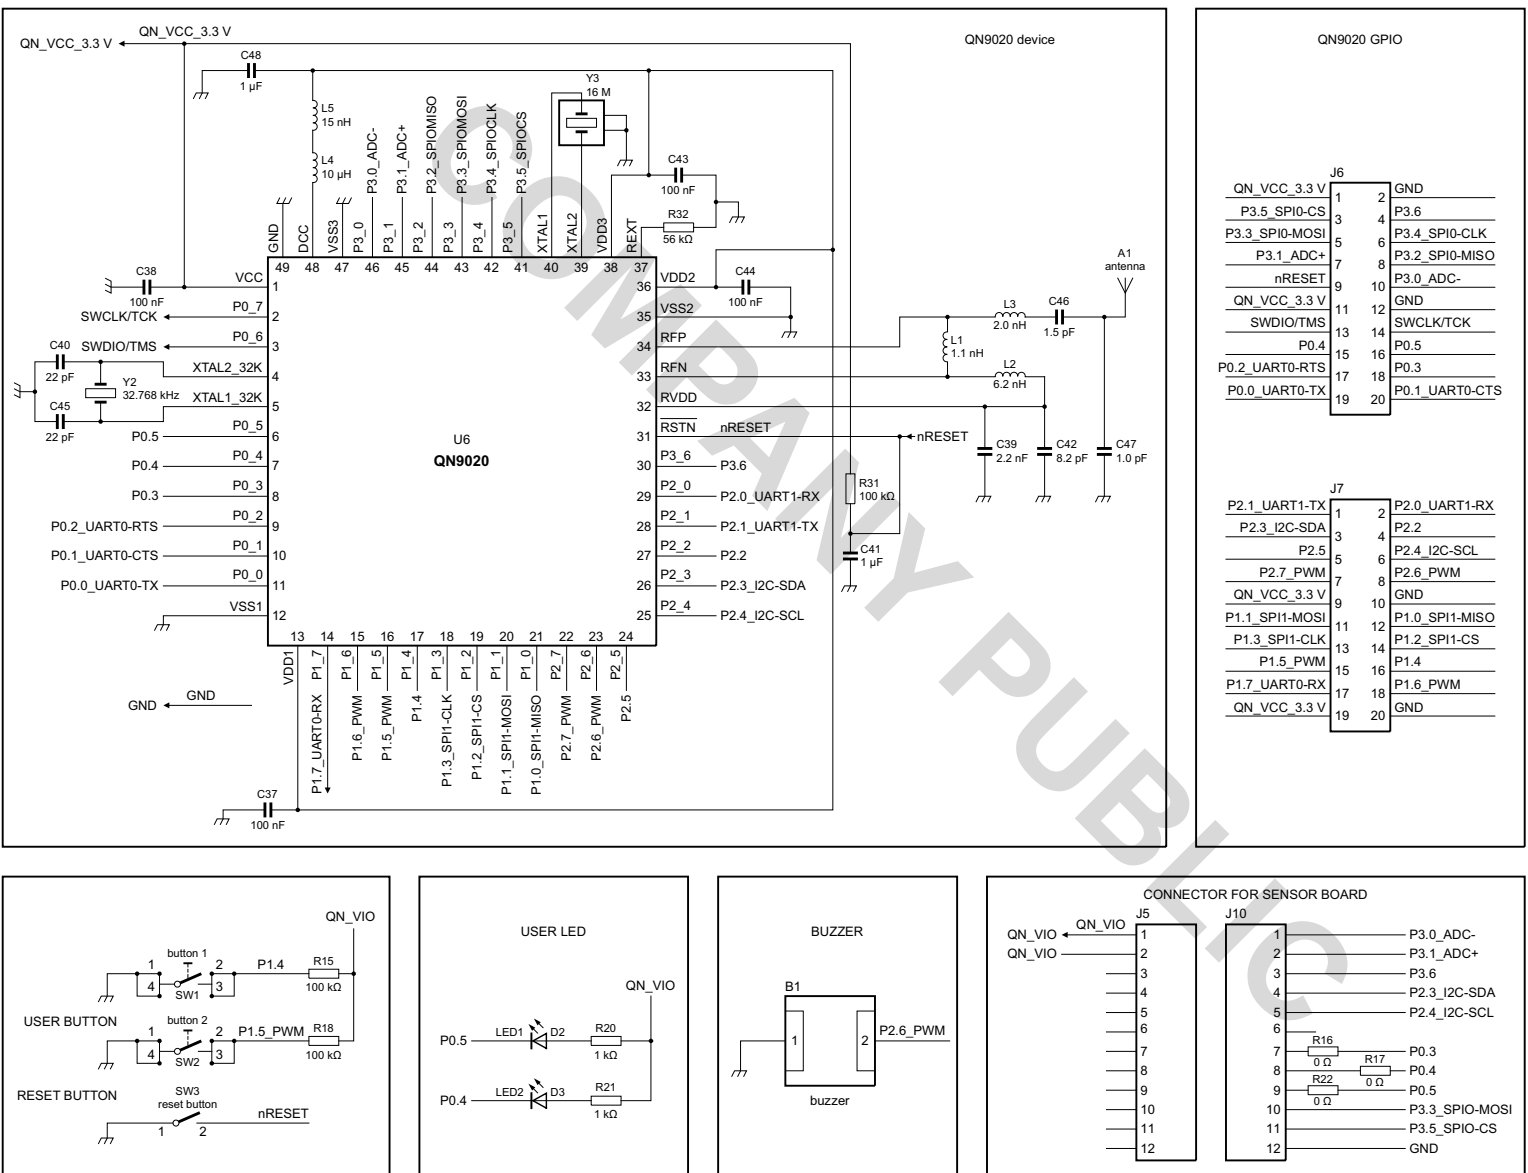 QN_VCC_3.3 V
QN_VCC_3.3 V
QN9020 device
C48
1 µF
L5
15 nH
L4
10 µH
Y3
16 M
P3.0_ADC-
P3.1_ADC+
P3.2_SPIOMISO
P3.3_SPIOMOSI
P3.4_SPIOCLK
P3.5_SPIOCS
C43
100 nF
R32
56 kΩ
GND
DCC
VSS3
P3_0
P3_1
P3_2
P3_3
P3_4
P3_5
XTAL1
XTAL2
VDD3
REXT
49 48 47 46 45 44 43 42 41 40 39 38 37
C38
100 nF
VCC
1
P0_7
SWCLK/TCK
2
P0_6
SWDIO/TMS
3
C40
22 pF
XTAL2_32K
4
Y2
32.768 kHz
XTAL1_32K
5
C45
22 pF
P0_5
P0.5
6
P0_4
P0.4
7
P0_3
P0.3
8
P0_2
P0.2_UART0-RTS
9
P0_1
P0.1_UART0-CTS
10
P0_0
P0.0_UART0-TX
11
VSS1
12
U6
QN9020
36 VDD2
C44
100 nF
35 VSS2
34 RFP
33 RFN
32 RVDD
31 RSTN nRESET
nRESET
30 P3_6 P3.6
29 P2_0 P2.0_UART1-RX
28 P2_1 P2.1_UART1-TX
27 P2_2 P2.2
26 P2_3 P2.3_I2C-SDA
25 P2_4 P2.4_I2C-SCL
A1
antenna
L3
2.0 nH
C46
1.5 pF
L1
1.1 nH
L2
6.2 nH
C39
2.2 nF
C42
8.2 pF
C47
1.0 pF
R31
100 kΩ
C41
1 µF
13 14 15 16 17 18 19 20 21 22 23 24
VDD1
P1_7
P1_6
P1_5
P1_4
P1_3
P1_2
P1_1
P1_0
P2_7
P2_6
P2_5
P1.7_UART0-RX
P1.6_PWM
P1.5_PWM
P1.4
P1.3_SPI1-CLK
P1.2_SPI1-CS
P1.1_SPI1-MOSI
P1.0_SPI1-MISO
P2.7_PWM
P2.6_PWM
P2.5
GND GND
C37
100 nF
QN9020 GPIO
J6
QN_VCC_3.3 V 1 2 GND
P3.5_SPI0-CS 3 4 P3.6
P3.3_SPI0-MOSI 5 6 P3.4_SPI0-CLK
P3.1_ADC+ 7 8 P3.2_SPI0-MISO
nRESET 9 10 P3.0_ADC-
QN_VCC_3.3 V 11 12 GND
SWDIO/TMS 13 14 SWCLK/TCK
P0.4 15 16 P0.5
P0.2_UART0-RTS 17 18 P0.3
P0.0_UART0-TX 19 20 P0.1_UART0-CTS
J7
P2.1_UART1-TX 1 2 P2.0_UART1-RX
P2.3_I2C-SDA 3 4 P2.2
P2.5 5 6 P2.4_I2C-SCL
P2.7_PWM 7 8 P2.6_PWM
QN_VCC_3.3 V 9 10 GND
P1.1_SPI1-MOSI 11 12 P1.0_SPI1-MISO
P1.3_SPI1-CLK 13 14 P1.2_SPI1-CS
P1.5_PWM 15 16 P1.4
P1.7_UART0-RX 17 18 P1.6_PWM
QN_VCC_3.3 V 19 20 GND
COMPANY PUBLIC
QN_VIO
button 1
1 2 P1.4 R15
4 3 100 kΩ
SW1
USER BUTTON
button 2
1 2 P1.5_PWM R18
4 3 100 kΩ
SW2
RESET BUTTON
SW3
reset button
nRESET
1 2
USER LED
QN_VIO
P0.5 LED1 D2 R20
1 kΩ
P0.4 LED2 D3 R21
1 kΩ
BUZZER
B1
1 2 P2.6_PWM
buzzer
CONNECTOR FOR SENSOR BOARD
J5
QN_VIO QN_VIO 1
QN_VIO 2
3
4
5
6
7
8
9
10
11
12
J10
1 P3.0_ADC-
2 P3.1_ADC+
3 P3.6
4 P2.3_I2C-SDA
5 P2.4_I2C-SCL
6
7 R16 0 Ω P0.3
8 R17 0 Ω P0.4
9 R22 0 Ω P0.5
10 P3.3_SPIO-MOSI
11 P3.5_SPIO-CS
12 GND